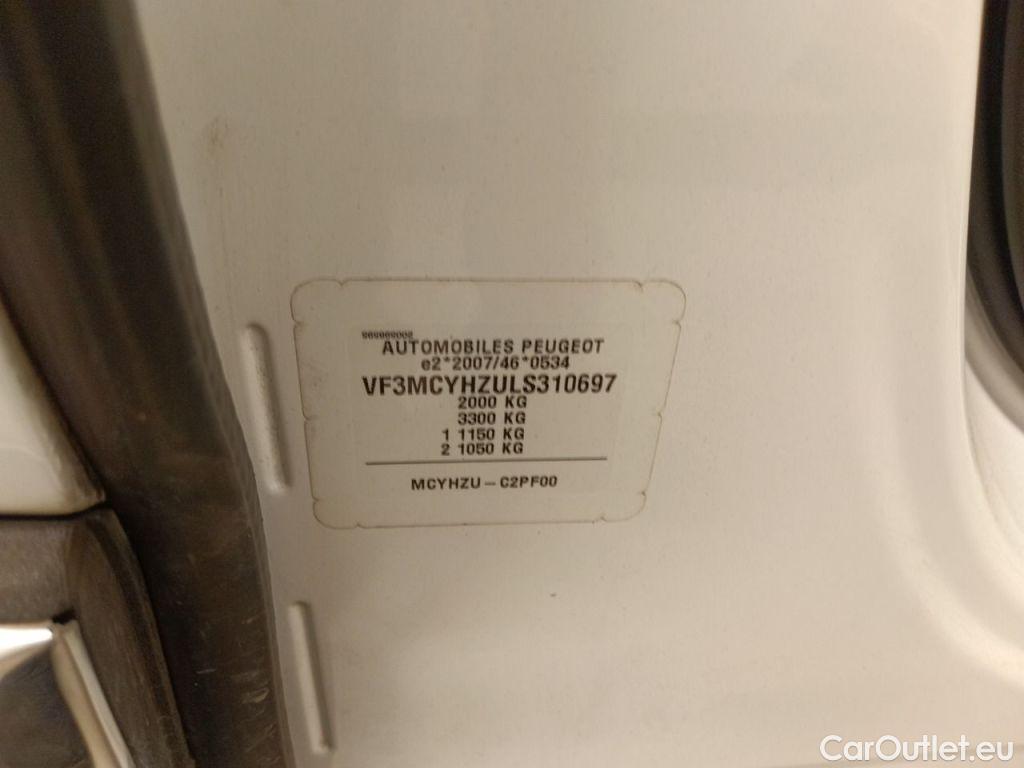 AUTOMOBILES PEUGEOT
e2*2007/46*0534
VF3MCYHZULS310697
2000 KG
3300 KG
1 1150 KG
2 1050 KG
MCYHZU - C2PF00
CarOutlet.eu